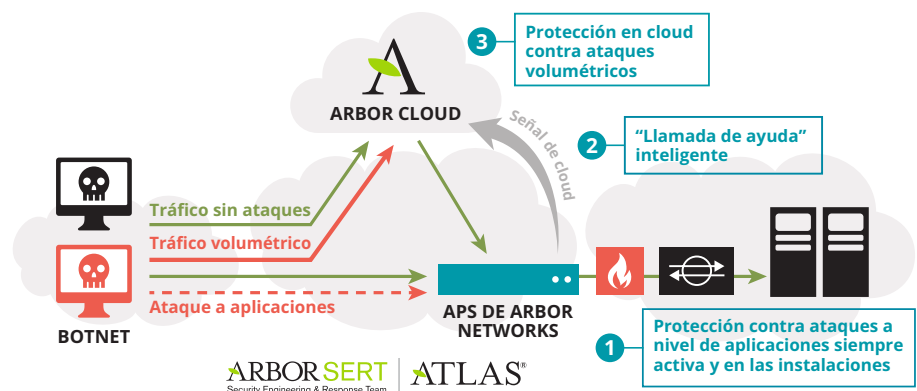 3
Protección en cloud
contra ataques
volumétricos
A
ARBOR CLOUD
Señal de cloud
2
“Llamada de ayuda”
inteligente
Tráfico sin ataques
Tráfico volumétrico
Ataque a aplicaciones
BOTNET
APS DE ARBOR
NETWORKS
1
Protección contra ataques a
nivel de aplicaciones siempre
activa y en las instalaciones
ARBOR SERT
Security Engineering & Response Team
ATLAS®